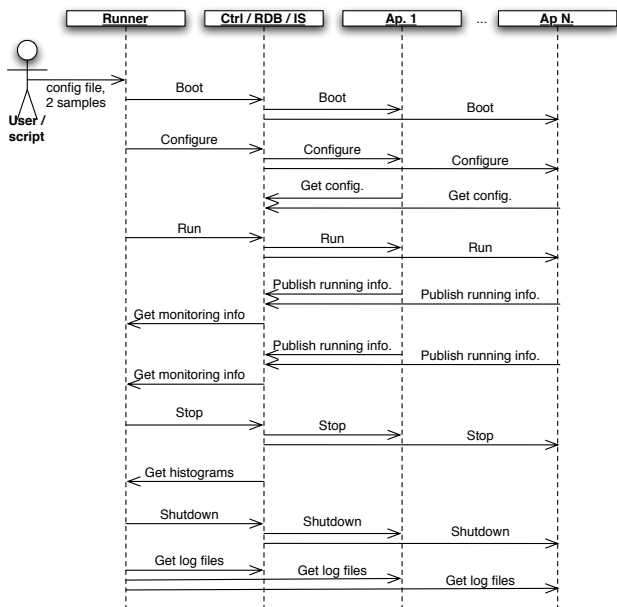 Runner
Ctrl / RDB / IS
Ap. 1
...
Ap N.
config file,
2 samples
User /
script
Boot
Boot
Boot
Configure
Configure
Configure
Get config.
Get config.
Run
Run
Run
Publish running info.
Publish running info.
Get monitoring info
Publish running info.
Publish running info.
Get monitoring info
Stop
Stop
Stop
Get histograms
Shutdown
Shutdown
Shutdown
Get log files
Get log files
Get log files